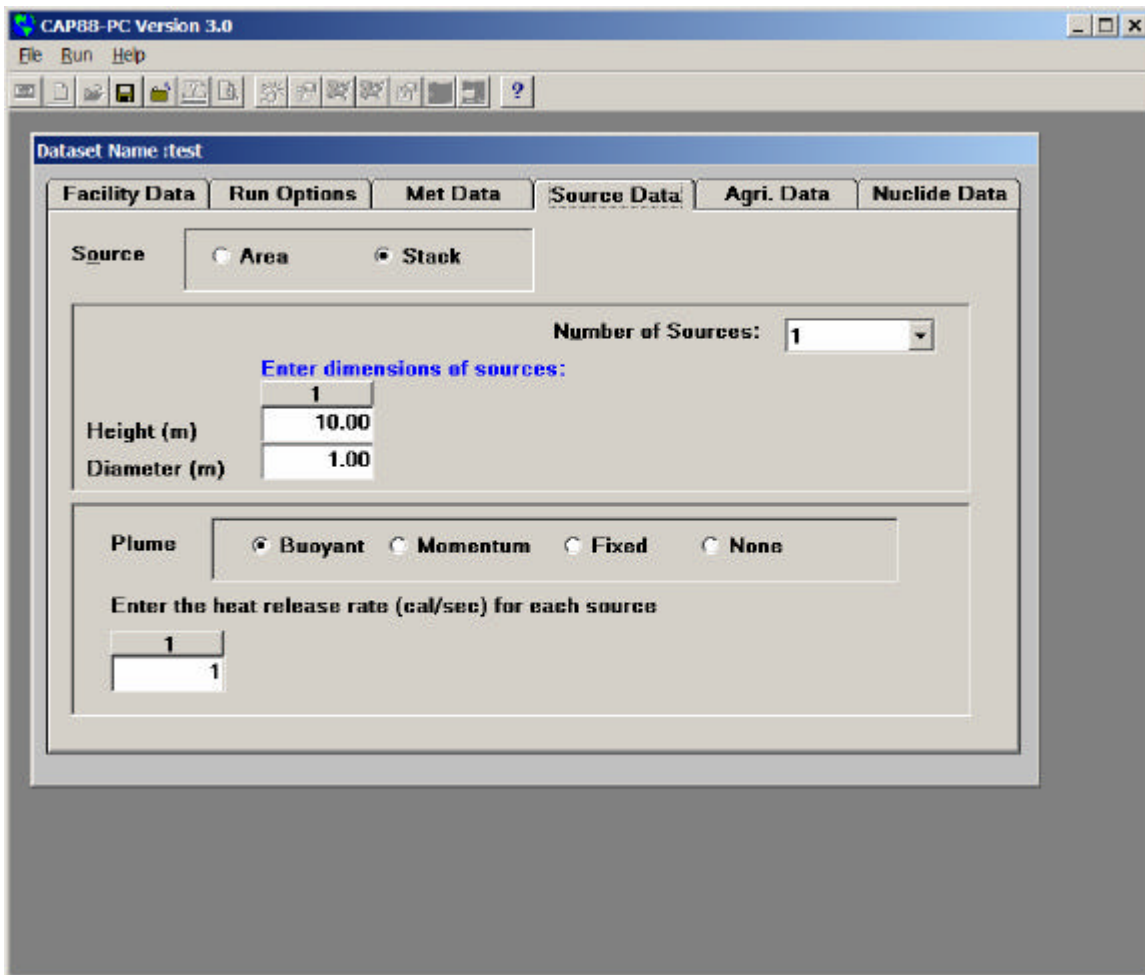 CAP88-PC Version 3.0
File Run Help
?
Dataset Name :test
Facility Data Run Options Met Data Source Data Agri. Data Nuclide Data
Source Area Stack
Number of Sources: 1
Enter dimensions of sources:
1
Height (m) 10.00
Diameter (m) 1.00
Plume Buoyant Momentum Fixed None
Enter the heat release rate (cal/sec) for each source
1
1